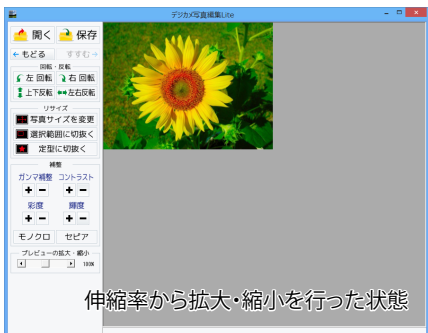 デジカメ写真編集Lite
開く 保存
もどる すすむ
回転・反転
左 回転 右 回転
上下反転 左右反転
リサイズ
写真サイズを変更
選択範囲に切抜く
定型に切抜く
補整
ガンマ補整 コントラスト
彩度 輝度
モノクロ セピア
プレビューの拡大・縮小
100%
伸縮率から拡大・縮小を行った状態